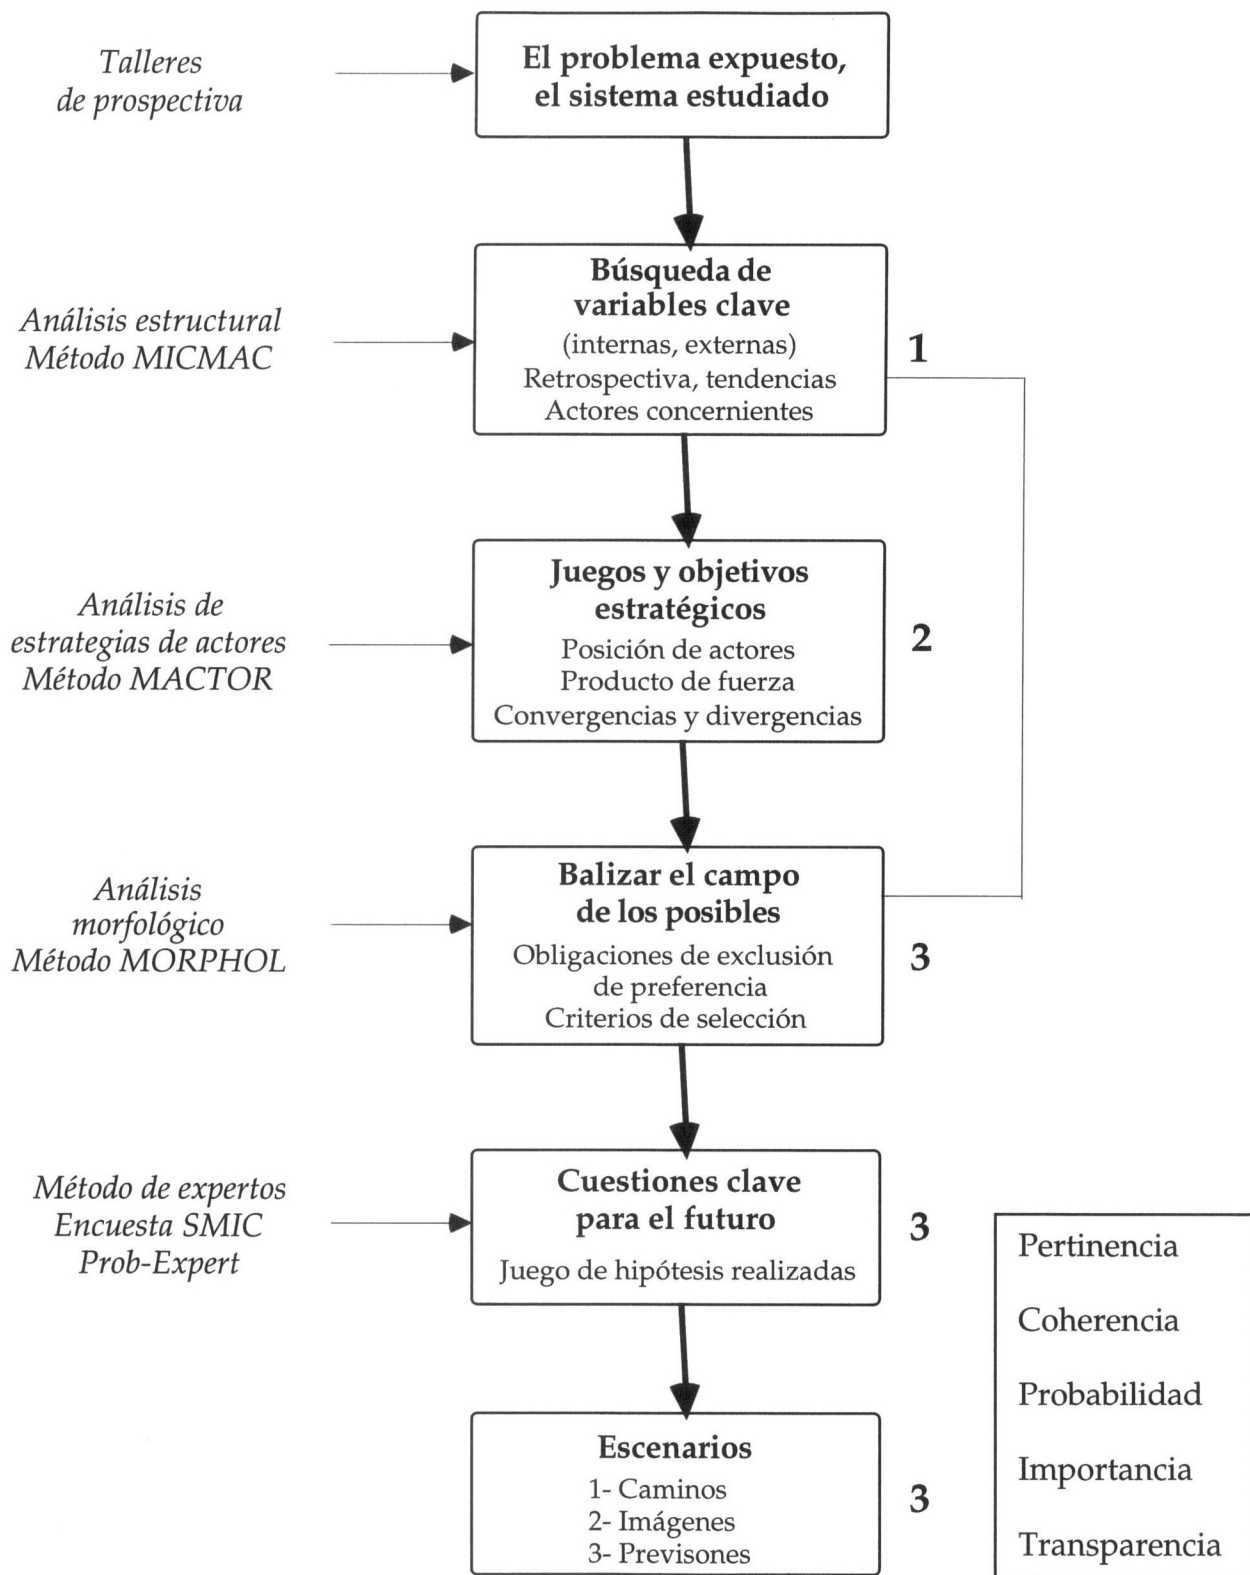 Talleres
de prospectiva
El problema expuesto,
el sistema estudiado
Análisis estructural
Método MICMAC
Búsqueda de
variables clave
(internas, externas)
Retrospectiva, tendencias
Actores concernientes
1
Análisis de
estrategias de actores
Método MACTOR
Juegos y objetivos
estratégicos
Posición de actores
Producto de fuerza
Convergencias y divergencias
2
Análisis
morfológico
Método MORPHOL
Balizar el campo
de los posibles
Obligaciones de exclusión
de preferencia
Criterios de selección
3
Método de expertos
Encuesta SMIC
Prob-Expert
Cuestiones clave
para el futuro
Juego de hipótesis realizadas
3
Escenarios
1- Caminos
2- Imágenes
3- Previsones
3
Pertinencia
Coherencia
Probabilidad
Importancia
Transparencia